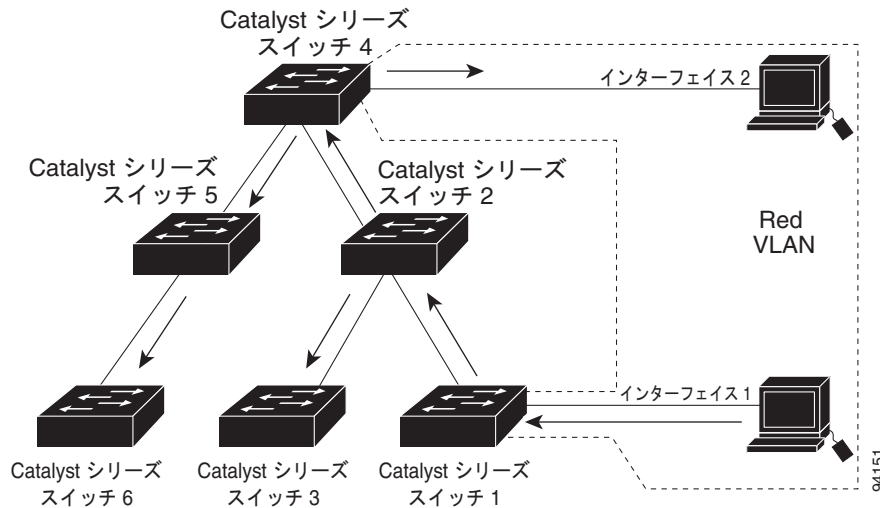 Catalyst シリーズ
スイッチ 4
インターフェイス 2
Catalyst シリーズ
スイッチ 5
Catalyst シリーズ
スイッチ 2
Red
VLAN
インターフェイス 1
Catalyst シリーズ
スイッチ 6
Catalyst シリーズ
スイッチ 3
Catalyst シリーズ
スイッチ 1
94151